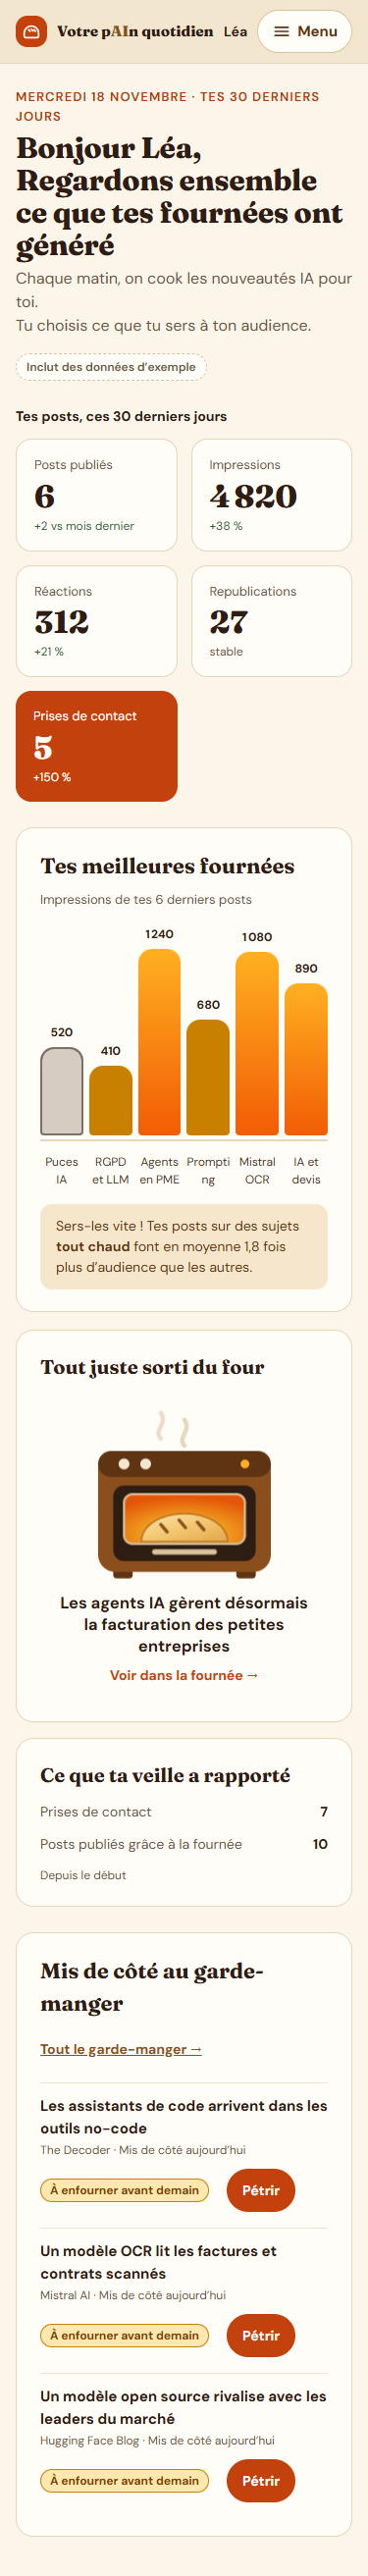 Votre pAIn quotidien Léa Menu
MERCREDI 18 NOVEMBRE · TES 30 DERNIERS
JOURS
Bonjour Léa,
Regardons ensemble
ce que tes fournées ont
généré
Chaque matin, on cook les nouveautés IA pour
toi.
Tu choisis ce que tu sers à ton audience.
Inclut des données d’exemple
Tes posts, ces 30 derniers jours
Posts publiés
6
+2 vs mois dernier
Impressions
4 820
+38 %
Réactions
312
+21 %
Republications
27
stable
Prises de contact
5
+150 %
Tes meilleures fournées
Impressions de tes 6 derniers posts
520
410
1 240
680
1 080
890
Puces
IA
RGPD
et LLM
Agents
en PME
Prompti
ng
Mistral
OCR
IA et
devis
Sers-les vite ! Tes posts sur des sujets
tout chaud font en moyenne 1,8 fois
plus d’audience que les autres.
Tout juste sorti du four
Les agents IA gèrent désormais
la facturation des petites
entreprises
Voir dans la fournée →
Ce que ta veille a rapporté
Prises de contact 7
Posts publiés grâce à la fournée 10
Depuis le début
Mis de côté au garde-
manger
Tout le garde-manger →
Les assistants de code arrivent dans les
outils no-code
The Decoder · Mis de côté aujourd’hui
À enfourner avant demain Pétrir
Un modèle OCR lit les factures et
contrats scannés
Mistral AI · Mis de côté aujourd’hui
À enfourner avant demain Pétrir
Un modèle open source rivalise avec les
leaders du marché
Hugging Face Blog · Mis de côté aujourd’hui
À enfourner avant demain Pétrir